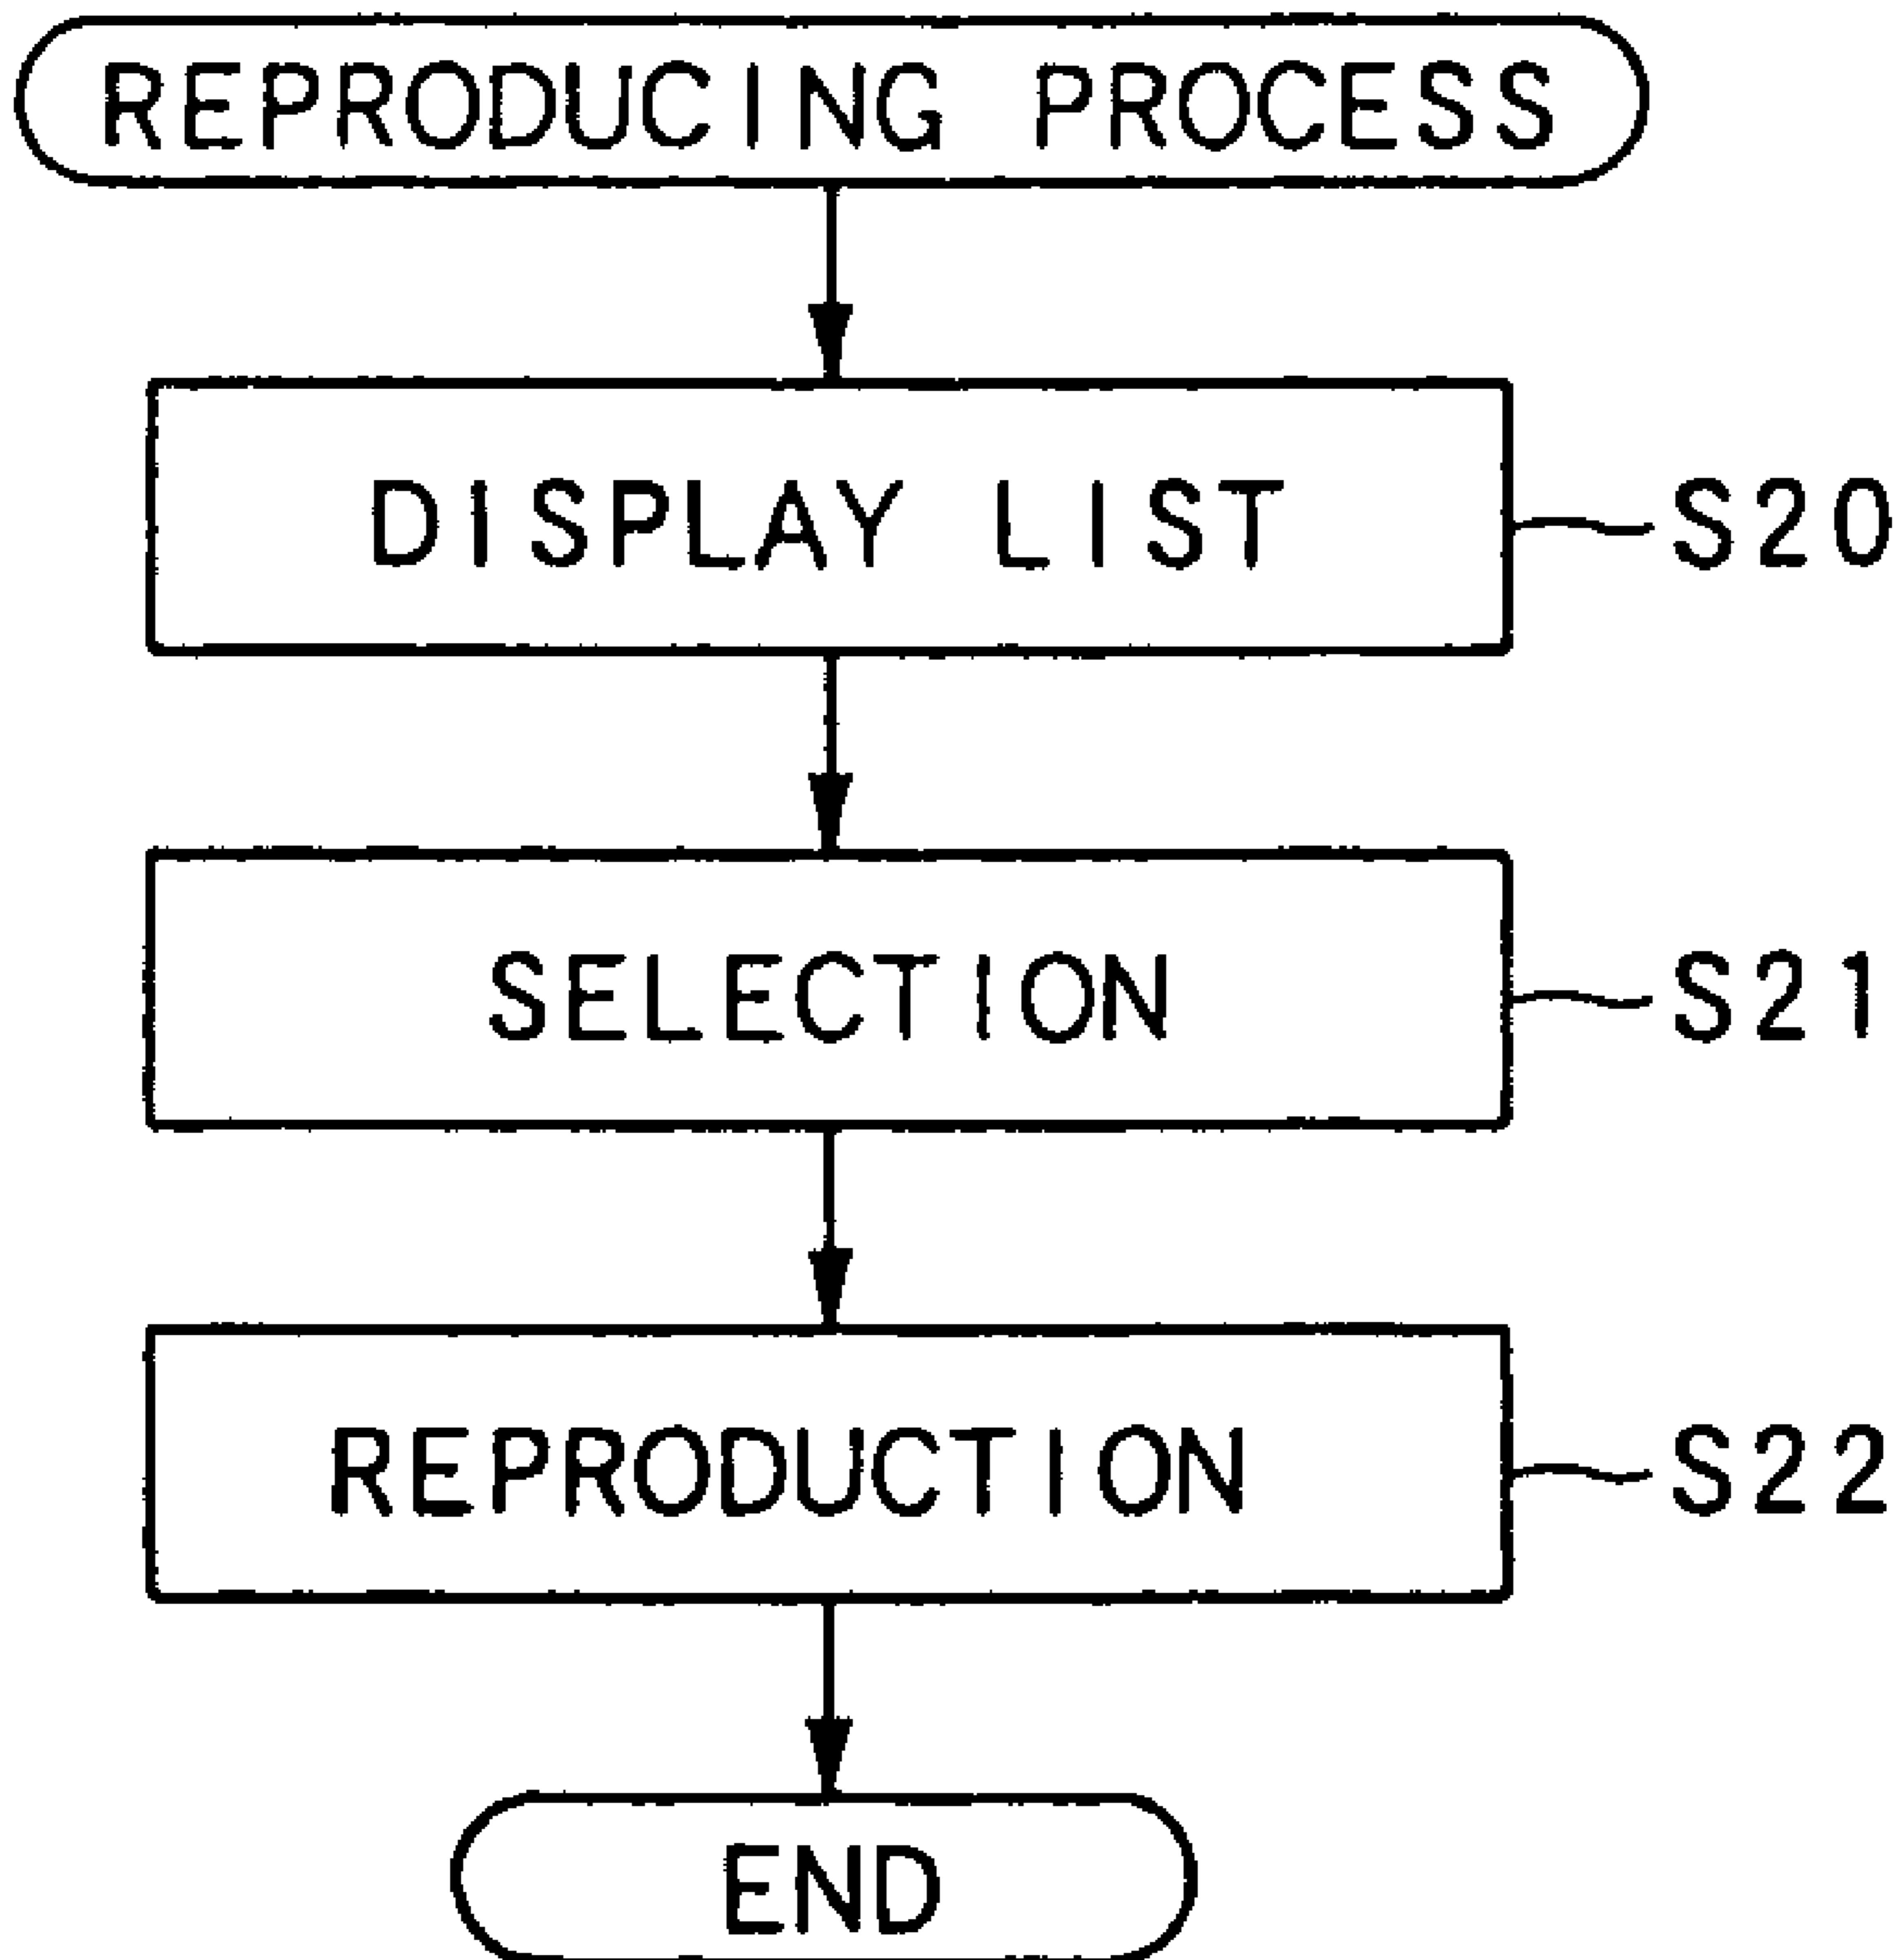 REPRODUCING PROCESS
DISPLAY LIST
S20
SELECTION
S21
REPRODUCTION
S22
END